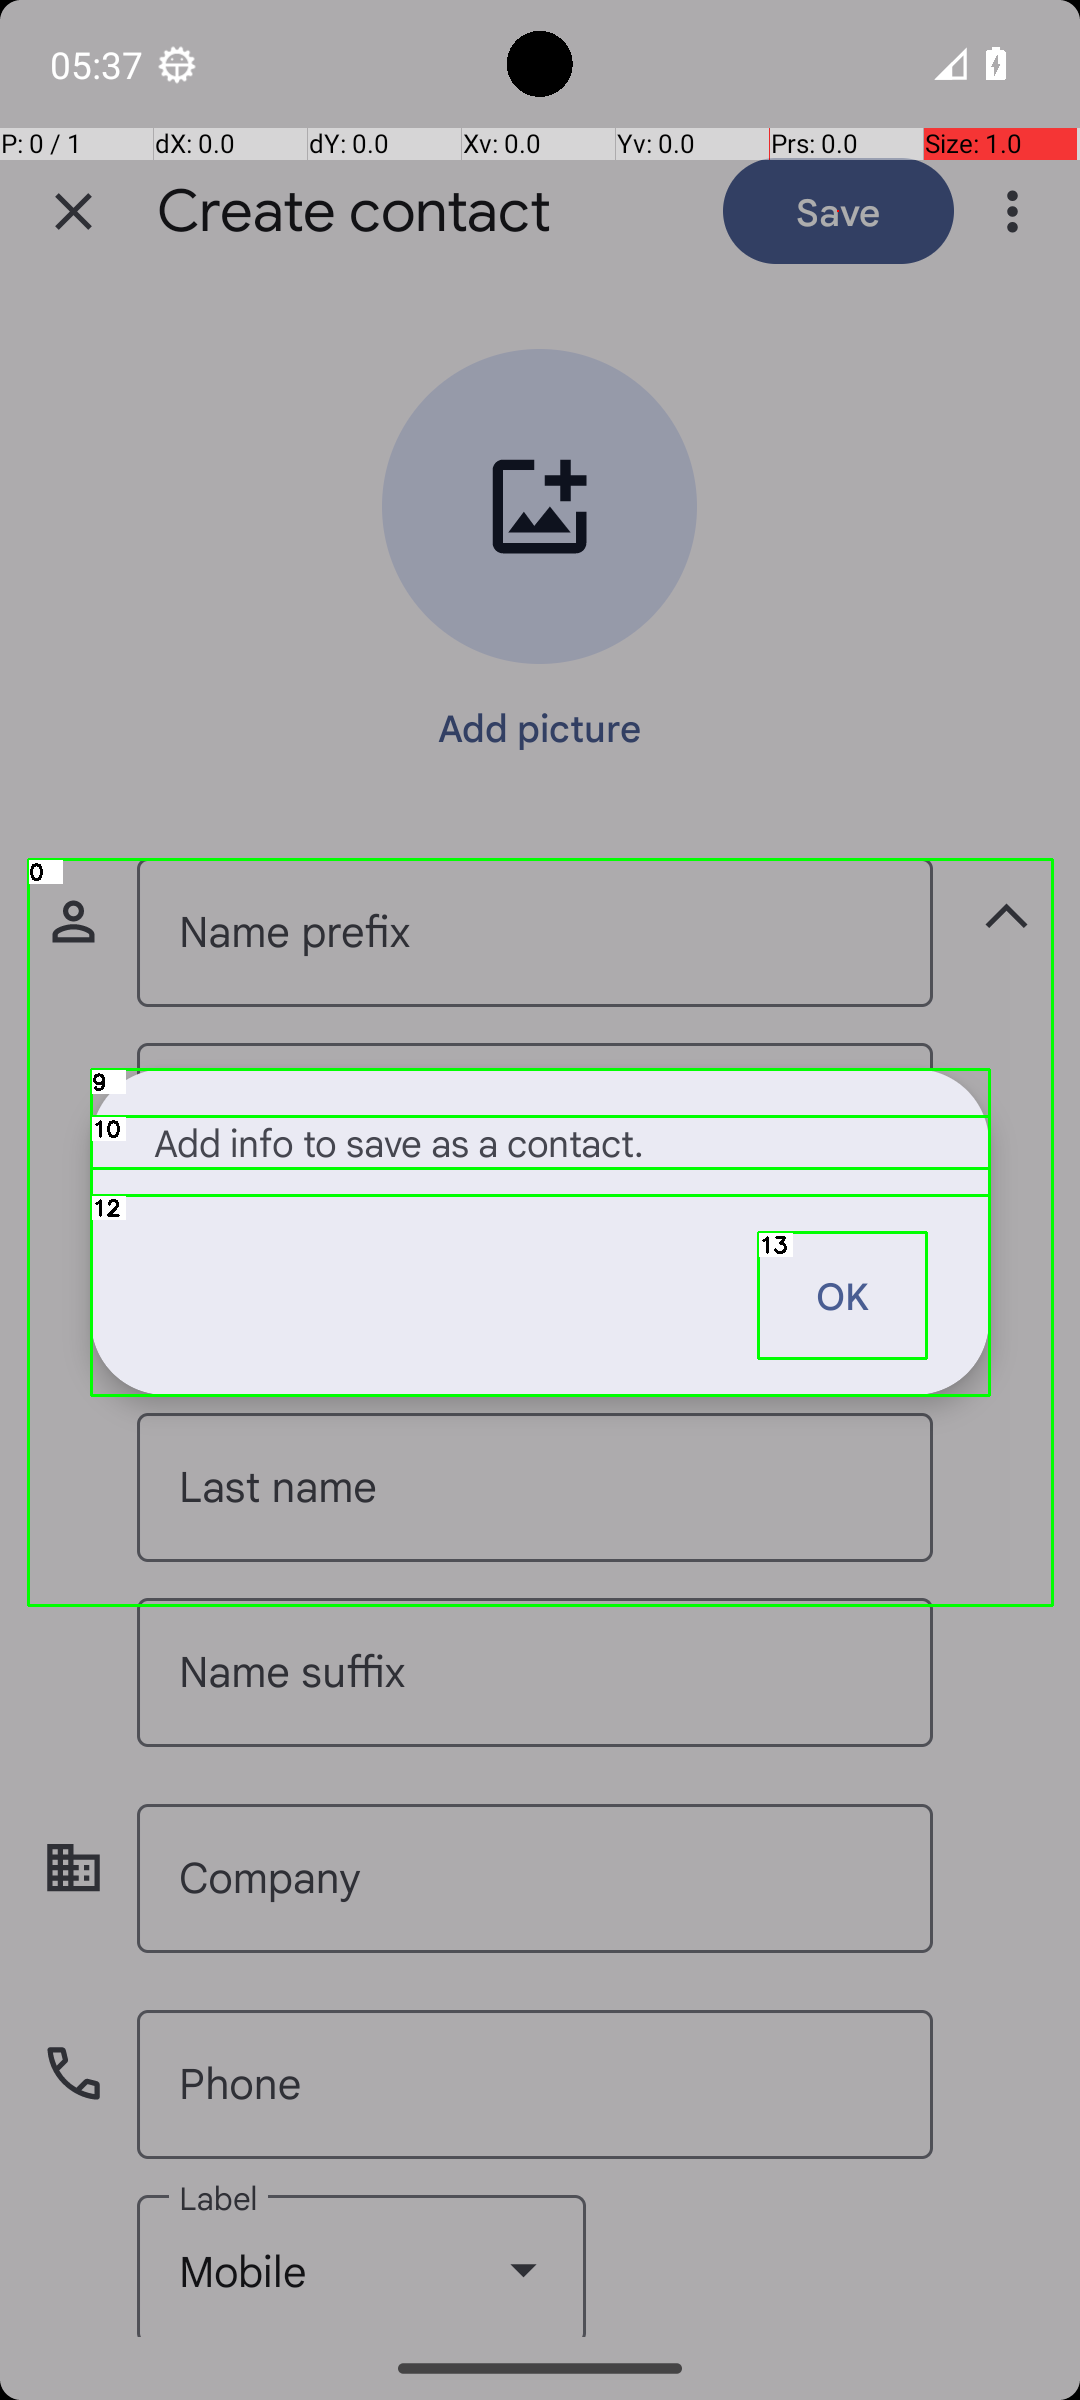 05:37
P: 0 / 1 dX: 0.0 dY: 0.0 Xv: 0.0 Yv: 0.0 Prs: 0.0 Size: 1.0
Create contact Save
Add picture
0
Name prefix
9
10 Add info to save as a contact.
12
13
OK
Last name
Name suffix
Company
Phone
Label
Mobile